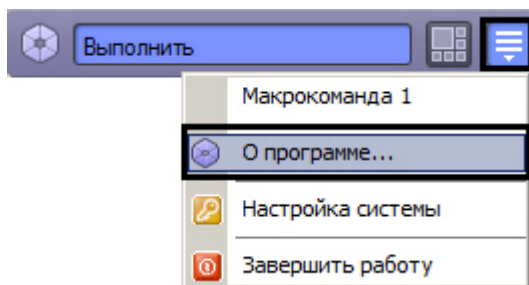 Выполнить
Макрокоманда 1
О программе...
Настройка системы
Завершить работу